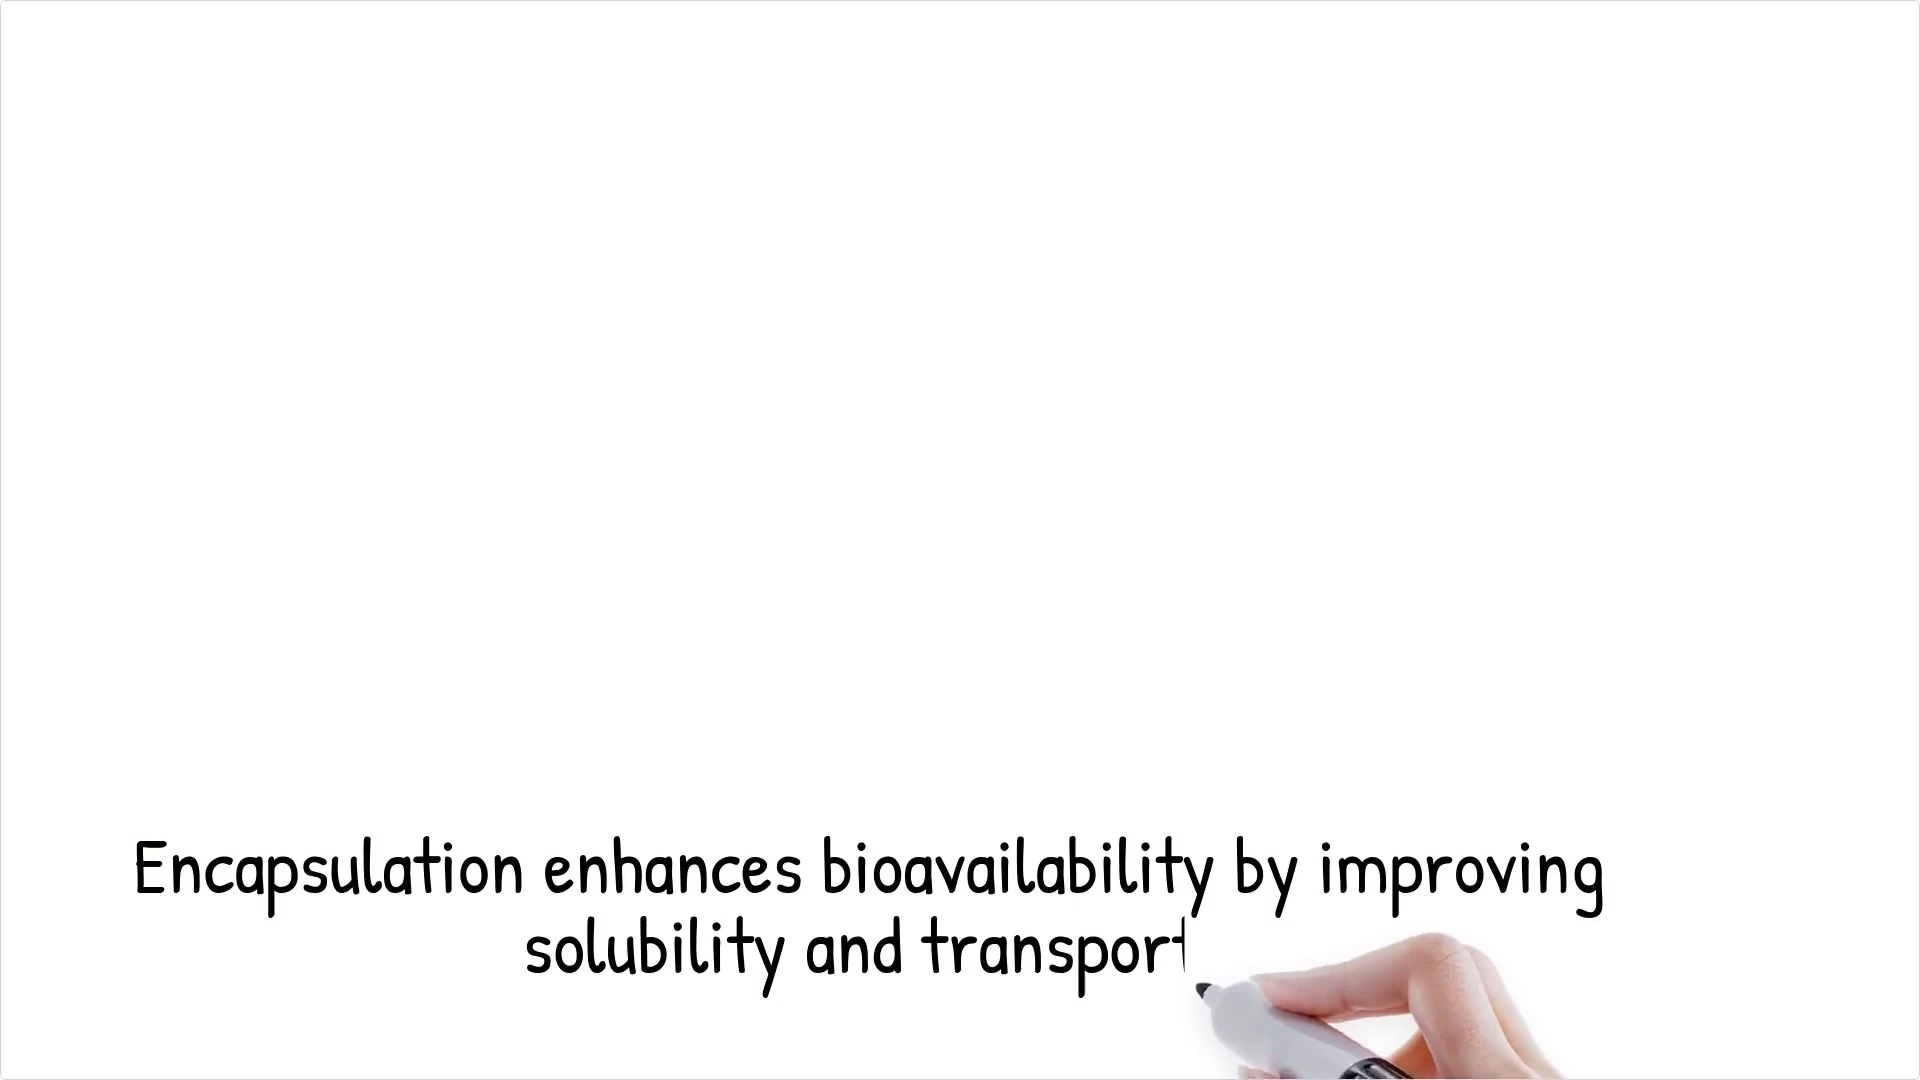 Encapsulation enhances bioavailability by improving
solubility and transport